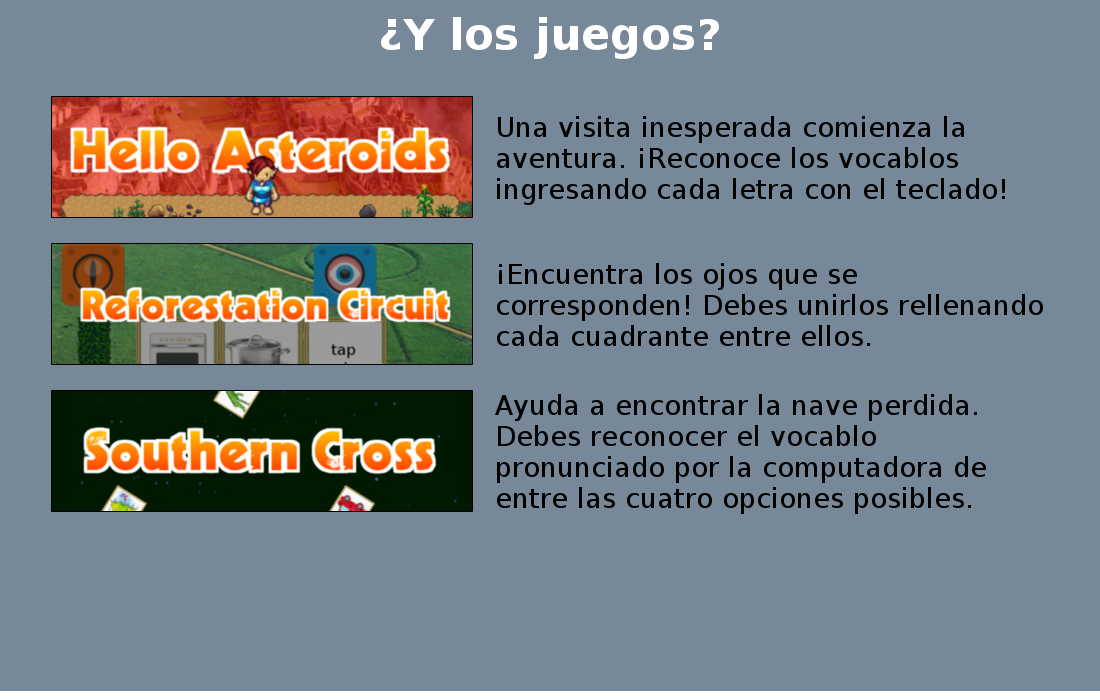 ¿Y los juegos?
Hello Asteroids
Una visita inesperada comienza la
aventura. ¡Reconoce los vocablos
ingresando cada letra con el teclado!
Reforestation Circuit
tap
¡Encuentra los ojos que se
corresponden! Debes unirlos rellenando
cada cuadrante entre ellos.
Southern Cross
Ayuda a encontrar la nave perdida.
Debes reconocer el vocablo
pronunciado por la computadora de
entre las cuatro opciones posibles.